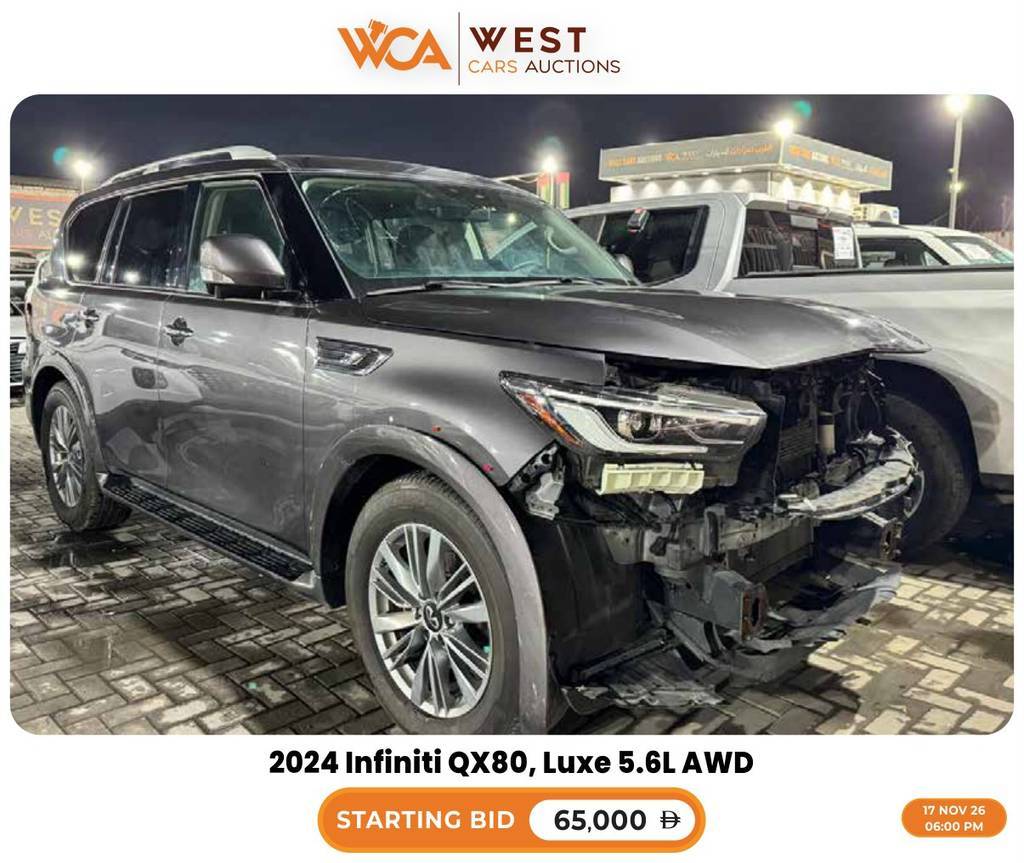 WCA
WEST
CARS AUCTIONS
2024 Infiniti QX80, Luxe 5.6L AWD
STARTING BID 65,000
17 NOV 26
06:00 PM